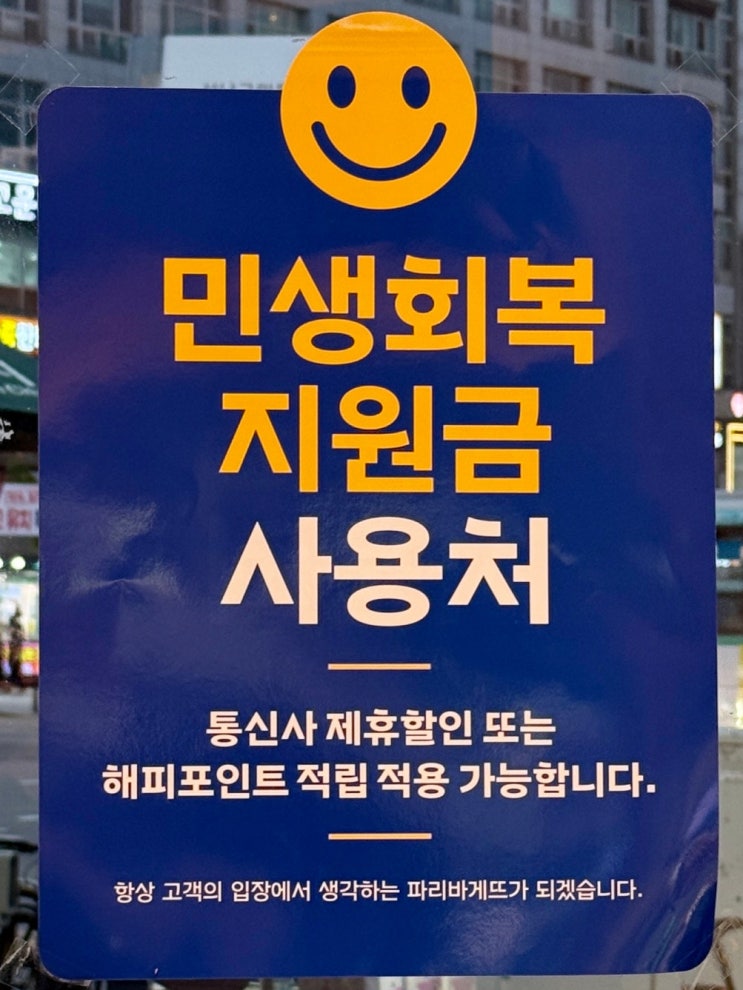 민생회복
지원금
사용처
통신사 제휴할인 또는
해피포인트 적립 적용 가능합니다.
항상 고객의 입장에서 생각하는 파리바게뜨가 되겠습니다.